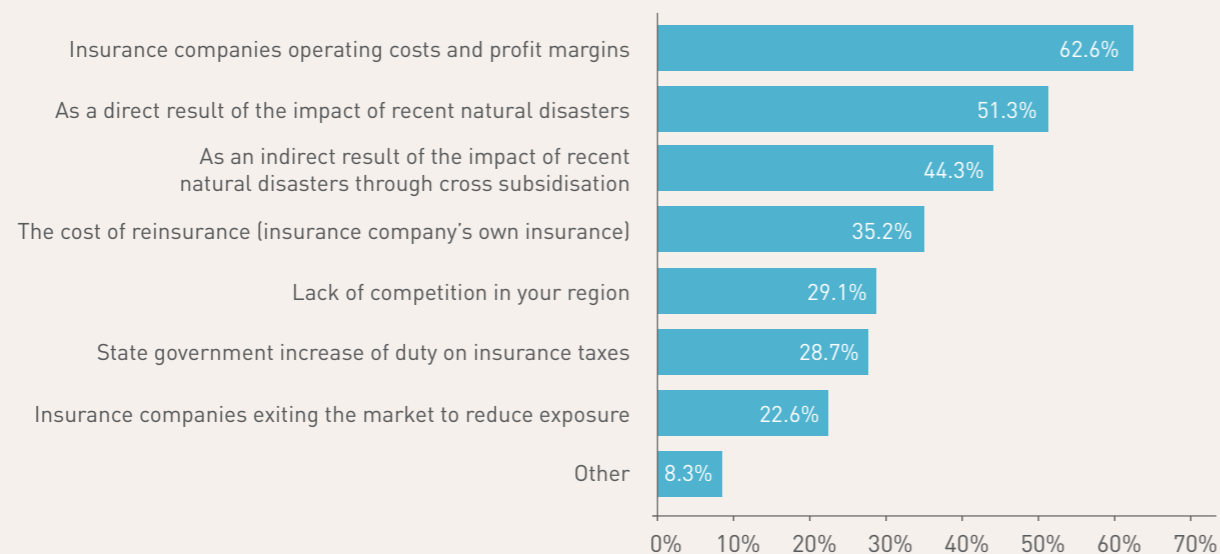 Insurance companies operating costs and profit margins
62.6%
As a direct result of the impact of recent natural disasters
51.3%
As an indirect result of the impact of recent
natural disasters through cross subsidisation
44.3%
The cost of reinsurance (insurance company’s own insurance)
35.2%
Lack of competition in your region
29.1%
State government increase of duty on insurance taxes
28.7%
Insurance companies exiting the market to reduce exposure
22.6%
Other
8.3%
0% 10% 20% 30% 40% 50% 60% 70%